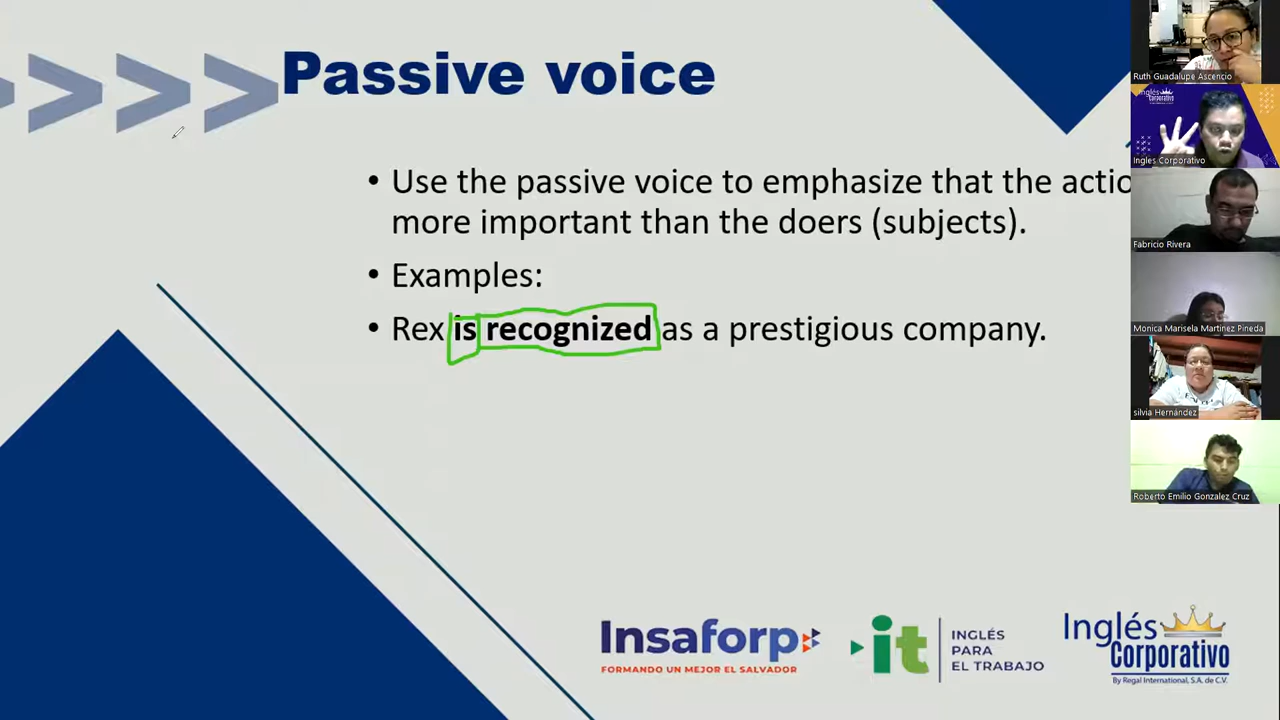 Passive voice
• Use the passive voice to emphasize that the actio
more important than the doers (subjects).
• Examples:
• Rex is recognized as a prestigious company.
Insaforp
FORMANDO UN MEJOR EL SALVADOR
it
INGLÉS
PARA
EL TRABAJO
Inglés
Corporativo
By Regal International, S.A. de C.V.
Ruth Guadalupe Ascencio
Inglés
Corporativo
Ingles Corporativo
Fabricio Rivera
Monica Marisela Martinez Pineda
silvia Hernández
Roberto Emilio Gonzalez Cruz